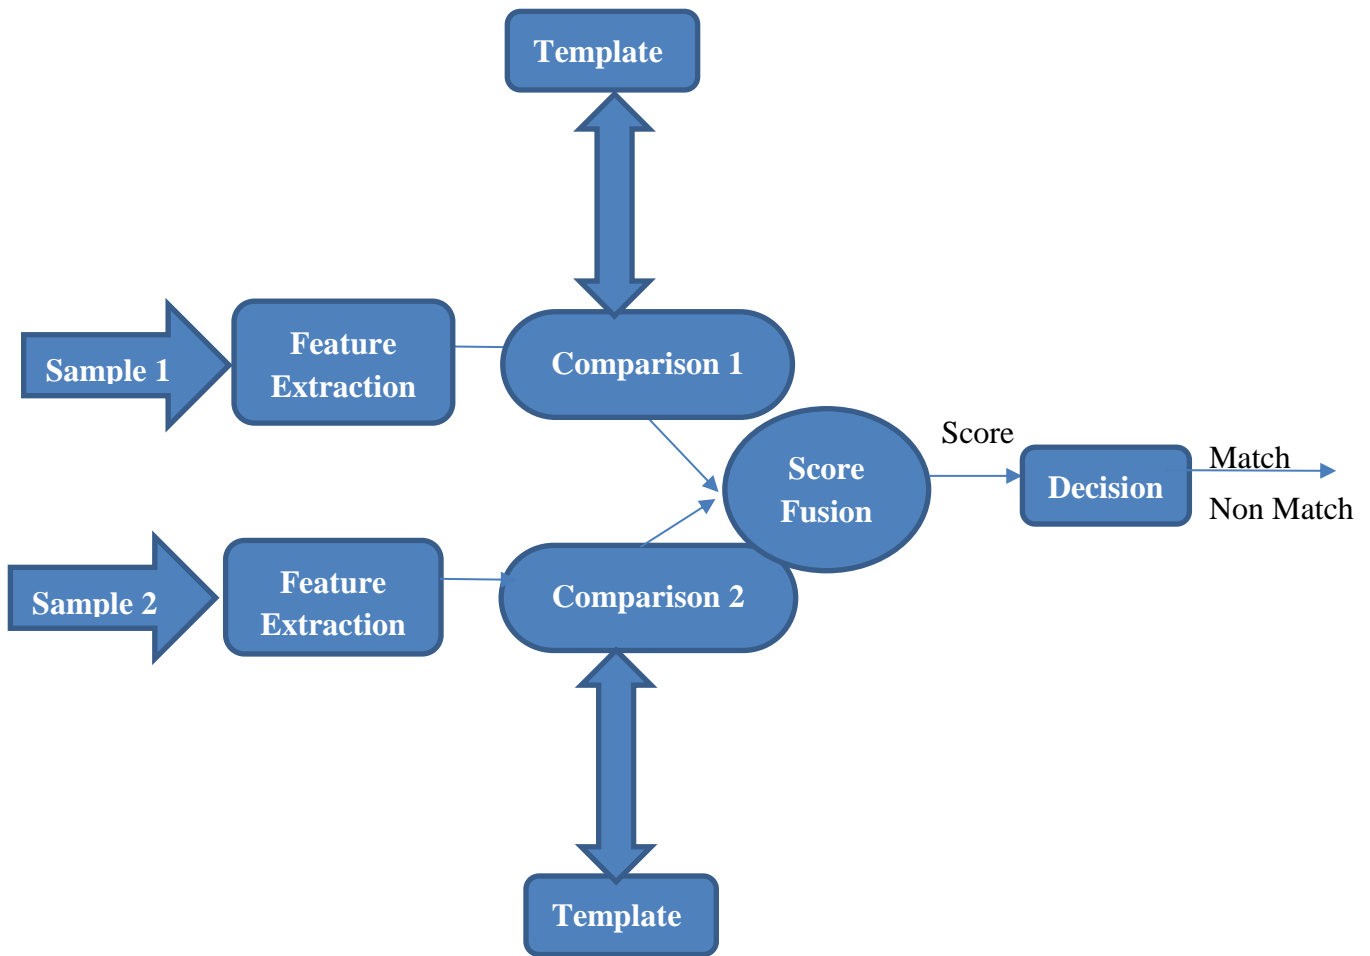 Template
Sample 1
Feature
Extraction
Comparison 1
Score
Fusion
Score
Decision
Match
Non Match
Sample 2
Feature
Extraction
Comparison 2
Template